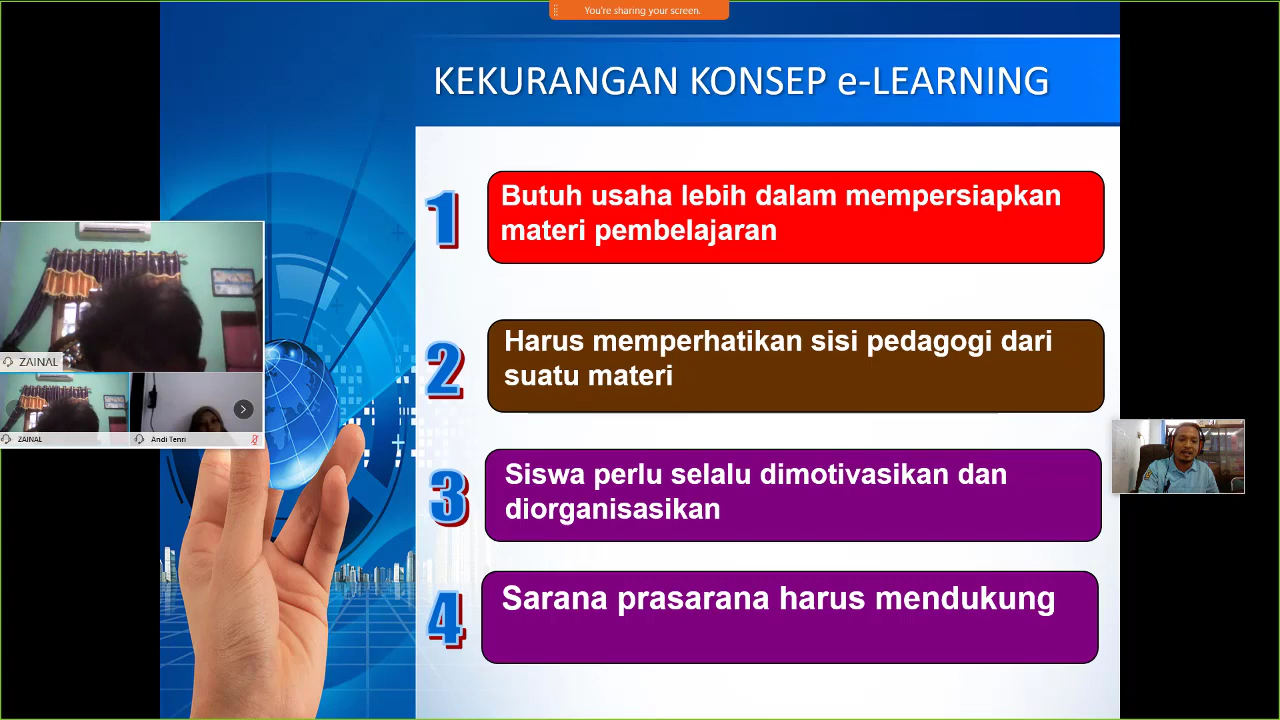 You're sharing your screen.
KEKURANGAN KONSEP e-LEARNING
1
Butuh usaha lebih dalam mempersiapkan
materi pembelajaran
2
Harus memperhatikan sisi pedagogi dari
suatu materi
3
Siswa perlu selalu dimotivasikan dan
diorganisasikan
4
Sarana prasarana harus mendukung
ZAINAL
ZAINAL
Andi Tenri